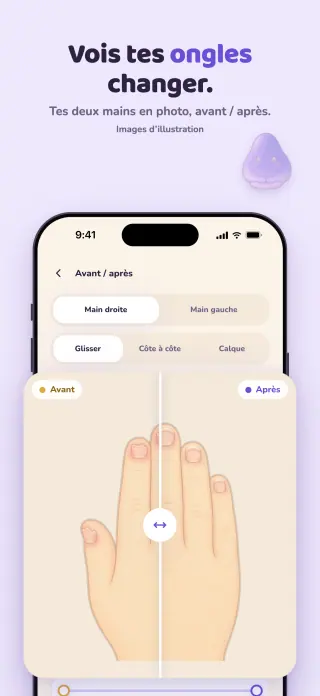 Vois tes ongles
changer.
Tes deux mains en photo, avant / après.
Images d'illustration
9:41
Avant / après
Main droite
Main gauche
Glisser
Côte à côte
Calque
Avant
Après